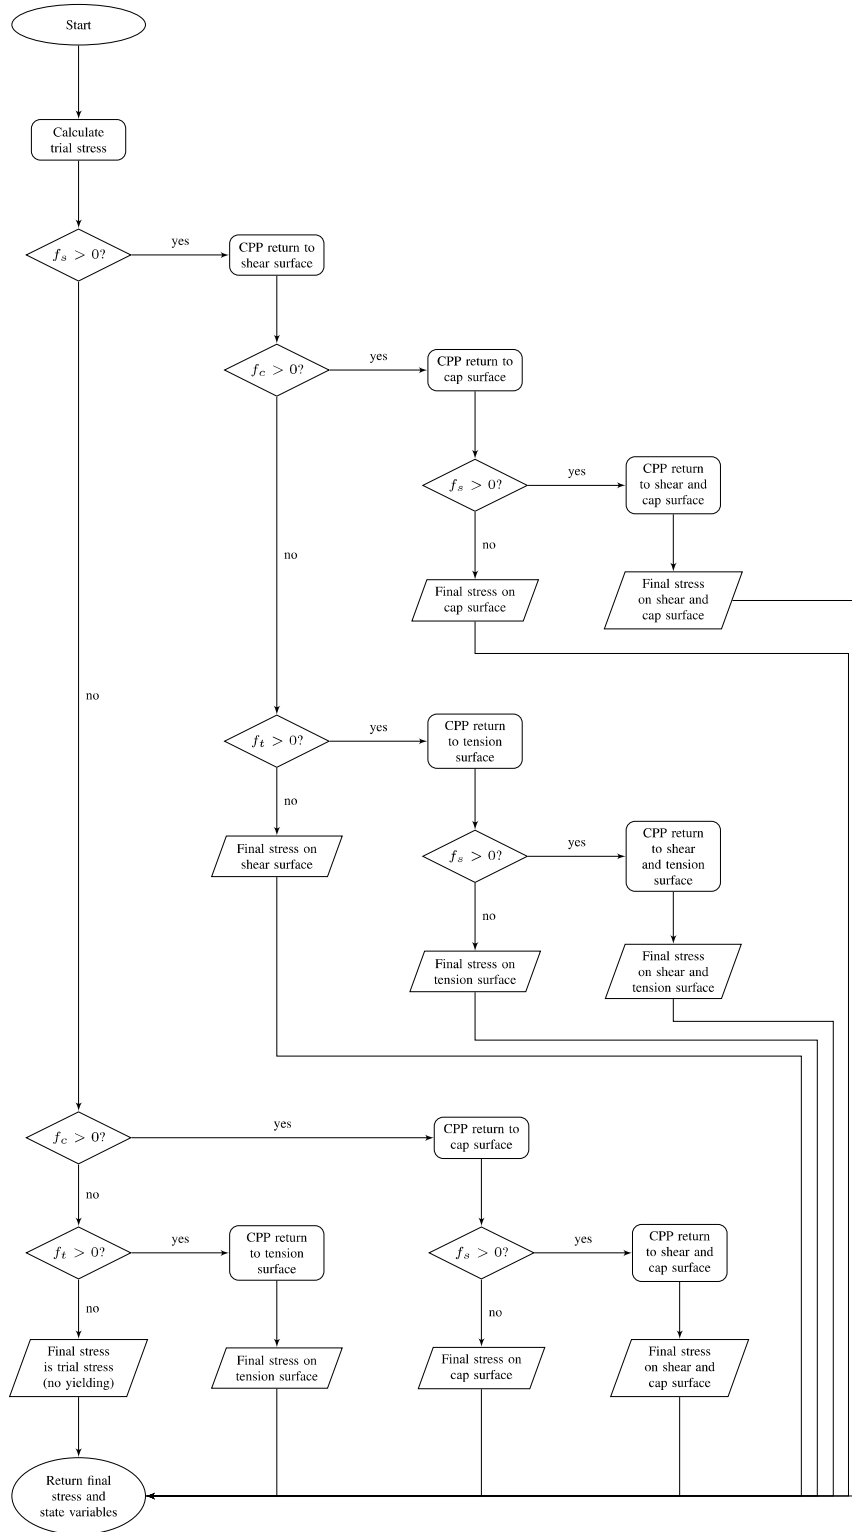 Start
Calculate
trial stress
f_s > 0?
yes
CPP return to
shear surface
f_c > 0?
yes
CPP return to
cap surface
f_s > 0?
yes
CPP return
to shear and
cap surface
no
no
Final stress on
cap surface
Final stress
on shear and
cap surface
no
f_t > 0?
yes
CPP return
to tension
surface
no
Final stress on
shear surface
f_s > 0?
yes
CPP return
to shear
and tension
surface
no
Final stress on
tension surface
Final stress
on shear and
tension surface
f_c > 0?
yes
CPP return to
cap surface
no
f_t > 0?
yes
CPP return
to tension
surface
f_s > 0?
yes
CPP return
to shear and
cap surface
no
no
Final stress
is trial stress
(no yielding)
Final stress on
tension surface
Final stress on
cap surface
Final stress
on shear and
cap surface
Return final
stress and
state variables